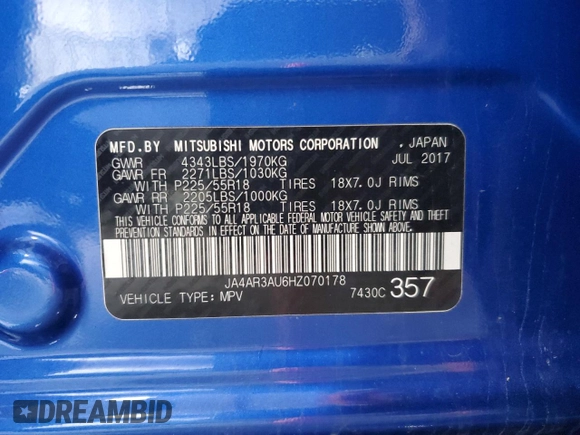 MFD.BY MITSUBISHI MOTORS CORPORATION . JAPAN
GVWR 4343LBS/1970KG JUL 2017
GAWR FR 2271LBS/1030KG
WITH P225/55R18 TIRES 18X7.0J RIMS
GAWR RR 2205LBS/1000KG
WITH P225/55R18 TIRES 18X7.0J RIMS
THIS VEHICLE CONFORMS TO ALL APPLICABLE FEDERAL MOTOR VEHICLE SAFETY AND THEFT
PREVENTION STANDARDS IN EFFECT ON THE DATE OF MANUFACTURE SHOWN ABOVE.
JA4AR3AU6HZ070178
VEHICLE TYPE: MPV 7430C 357
DREAMBID